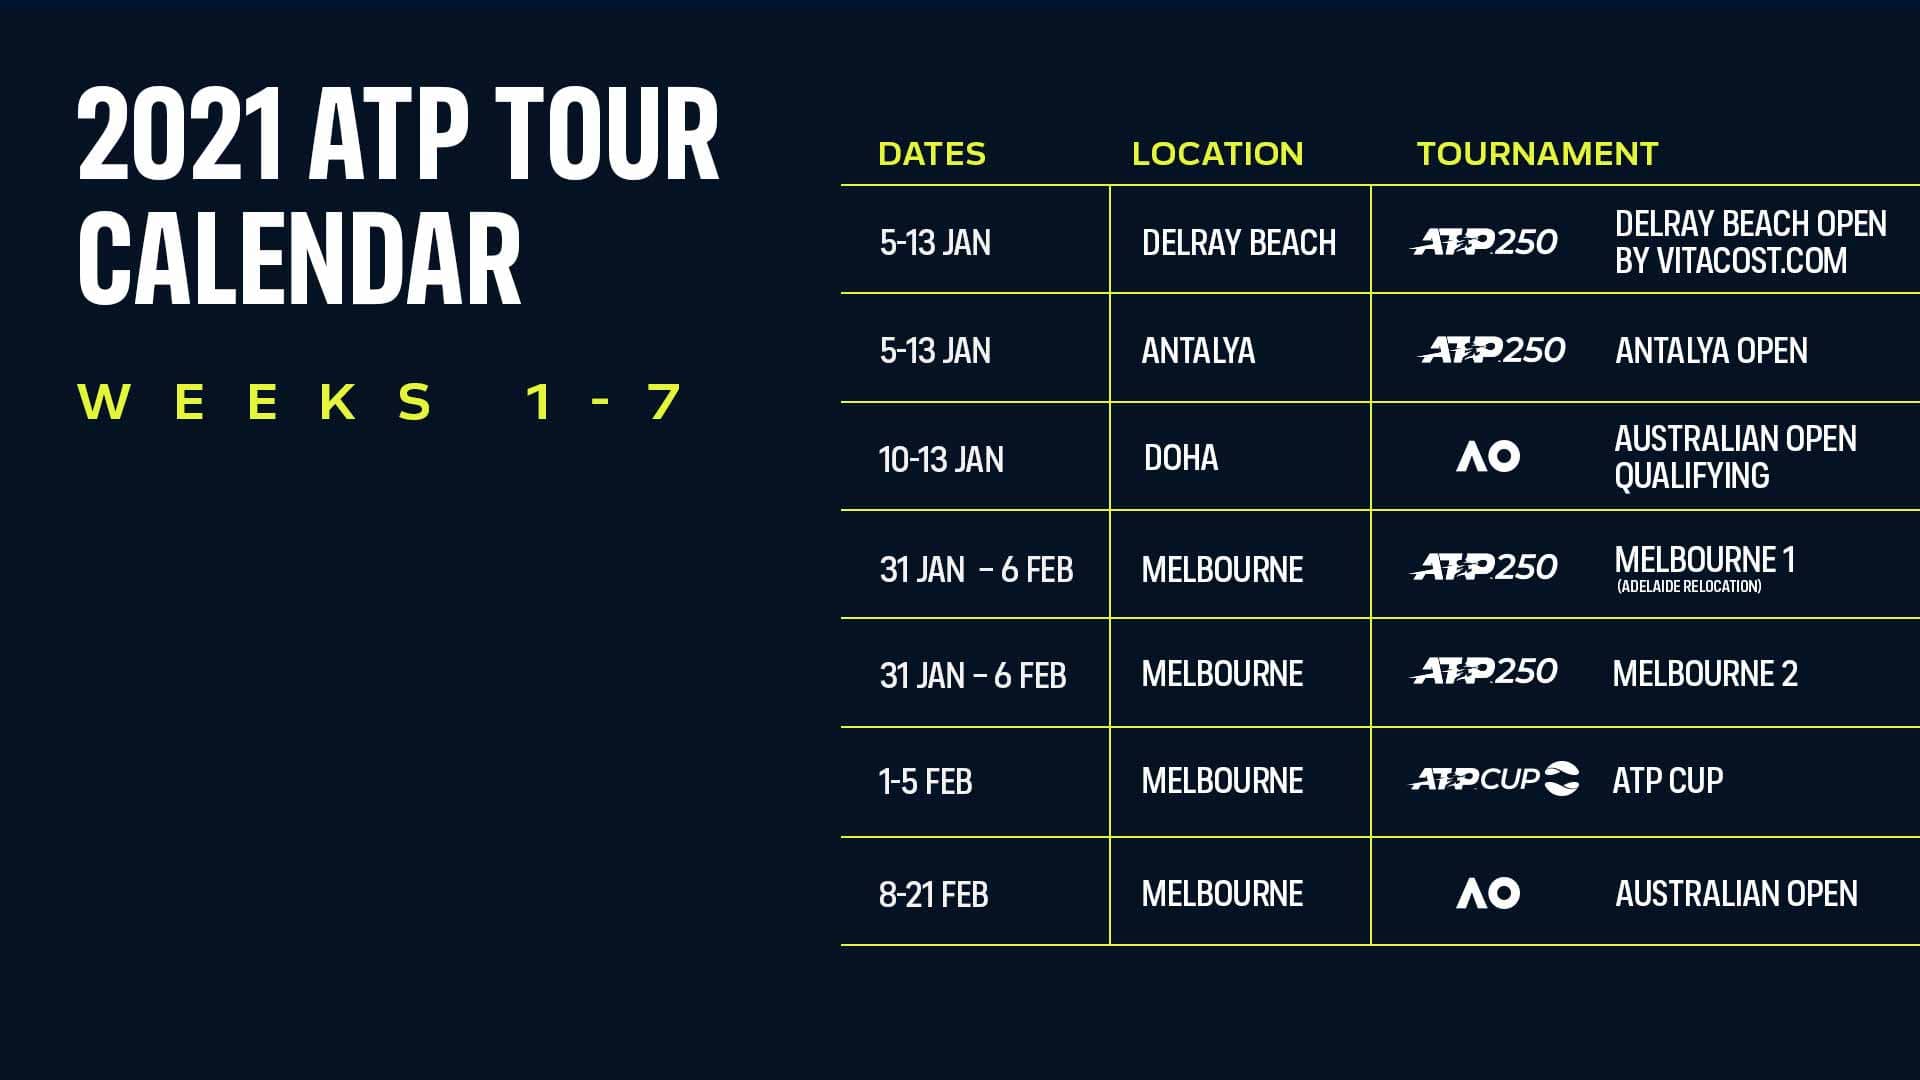 2021 ATP TOUR
CALENDAR
WEEKS 1-7
DATES LOCATION TOURNAMENT
5-13 JAN DELRAY BEACH ATP250 DELRAY BEACH OPEN
BY VITACOST.COM
5-13 JAN ANTALYA ATP250 ANTALYA OPEN
10-13 JAN DOHA AO AUSTRALIAN OPEN
QUALIFYING
31 JAN – 6 FEB MELBOURNE ATP250 MELBOURNE 1
(ADELAIDE RELOCATION)
31 JAN – 6 FEB MELBOURNE ATP250 MELBOURNE 2
1-5 FEB MELBOURNE ATP CUP ATP CUP
8-21 FEB MELBOURNE AO AUSTRALIAN OPEN